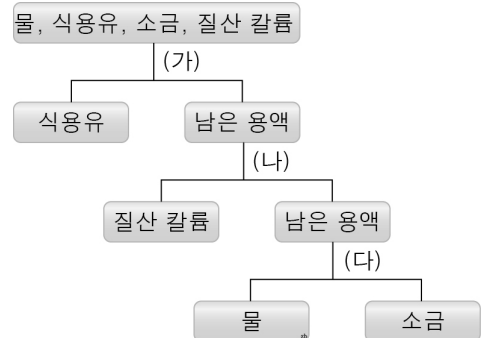 물, 식용유, 소금, 질산 칼륨
(가)
식용유
남은 용액
(나)
질산 칼륨
남은 용액
(다)
물
소금